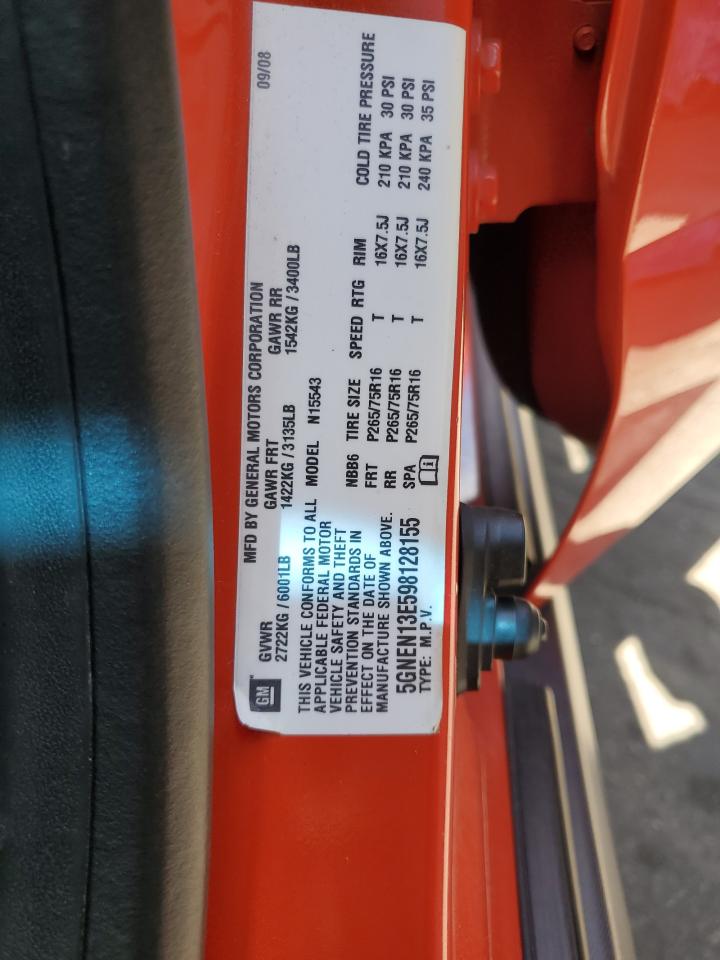 MFD BY GENERAL MOTORS CORPORATION 09/08
GM
GVWR GAWR FRT GAWR RR
2722KG / 6001LB 1422KG / 3135LB 1542KG / 3400LB
THIS VEHICLE CONFORMS TO ALL
APPLICABLE FEDERAL MOTOR
VEHICLE SAFETY AND THEFT
PREVENTION STANDARDS IN
EFFECT ON THE DATE OF
MANUFACTURE SHOWN ABOVE.
5GNEN13E598128155
TYPE: M.P.V.
MODEL N15543
NBB6 TIRE SIZE SPEED RTG RIM COLD TIRE PRESSURE
FRT P265/75R16 T 16X7.5J 210 KPA 30 PSI
RR P265/75R16 T 16X7.5J 210 KPA 30 PSI
SPA P265/75R16 T 16X7.5J 240 KPA 35 PSI